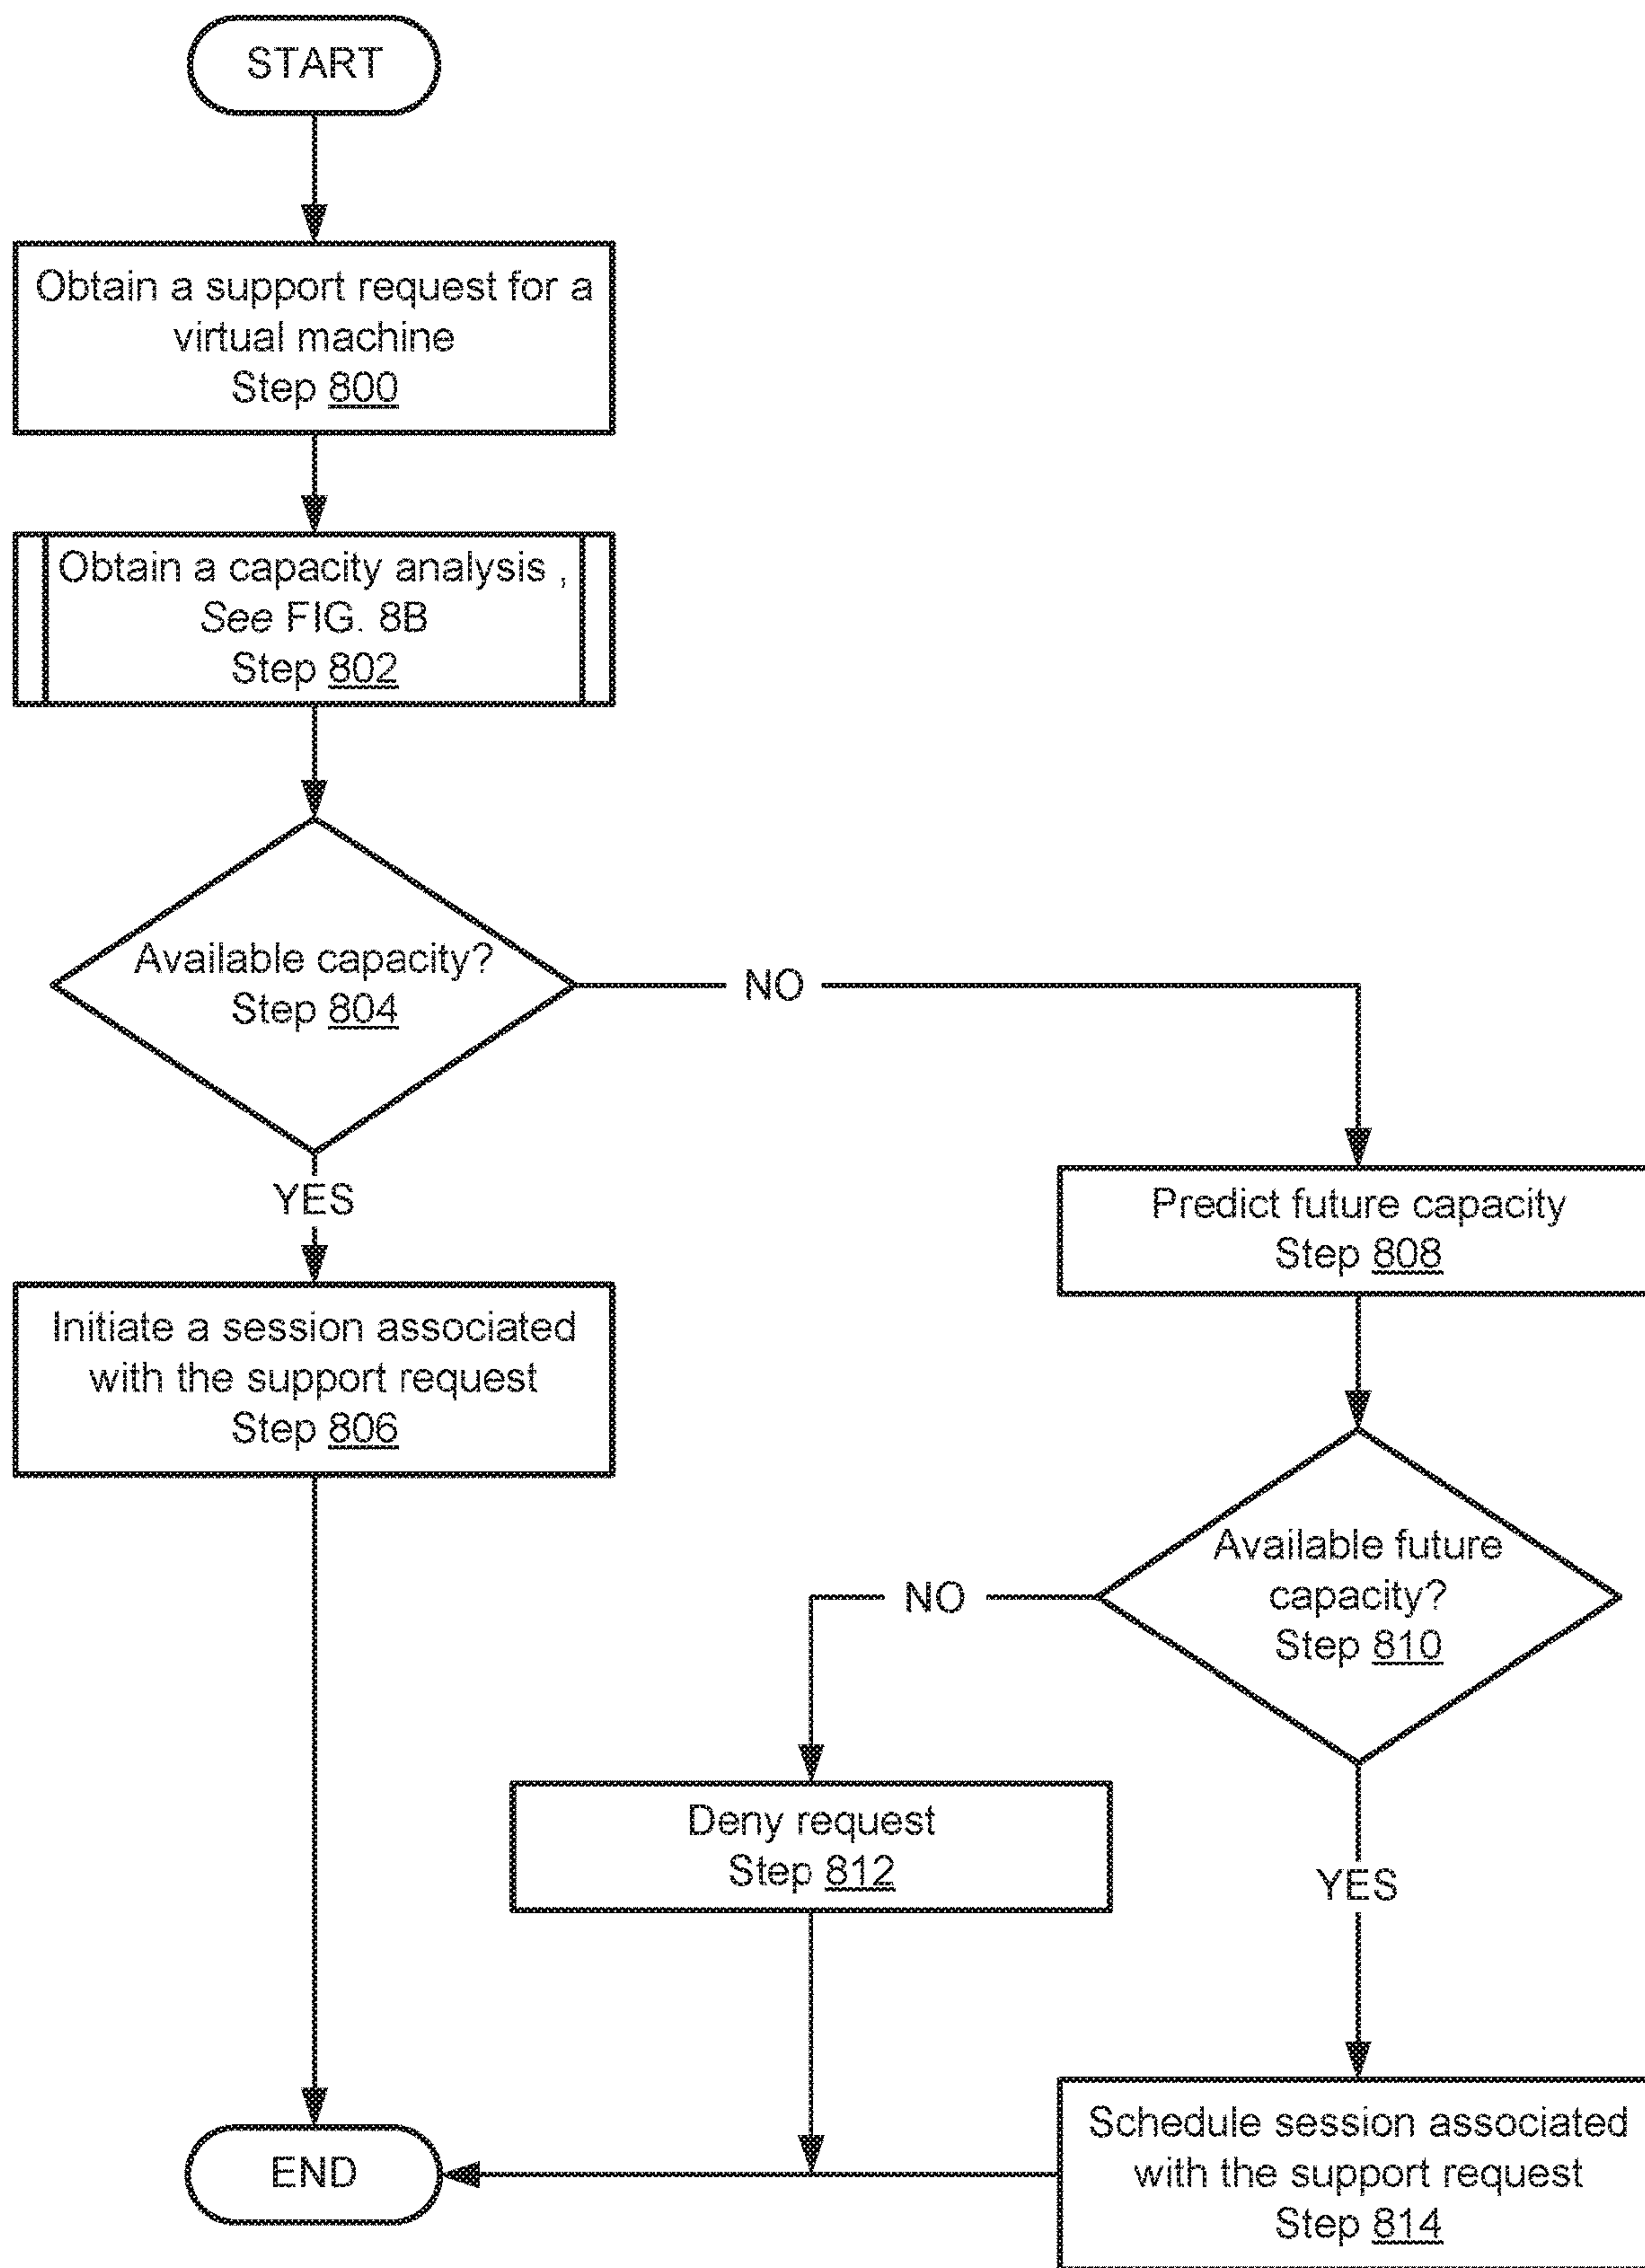 START
Obtain a support request for a
virtual machine
Step 800
Obtain a capacity analysis ,
See FIG. 8B
Step 802
Available capacity?
Step 804
NO
YES
Initiate a session associated
with the support request
Step 806
Predict future capacity
Step 808
Available future
capacity?
Step 810
NO
Deny request
Step 812
YES
Schedule session associated
with the support request
Step 814
END